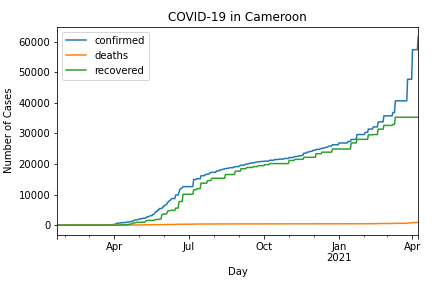 COVID-19 in Cameroon
confirmed
deaths
recovered
Number of Cases
60000
50000
40000
30000
20000
10000
0
Apr
Jul
Oct
Jan
2021
Apr
Day